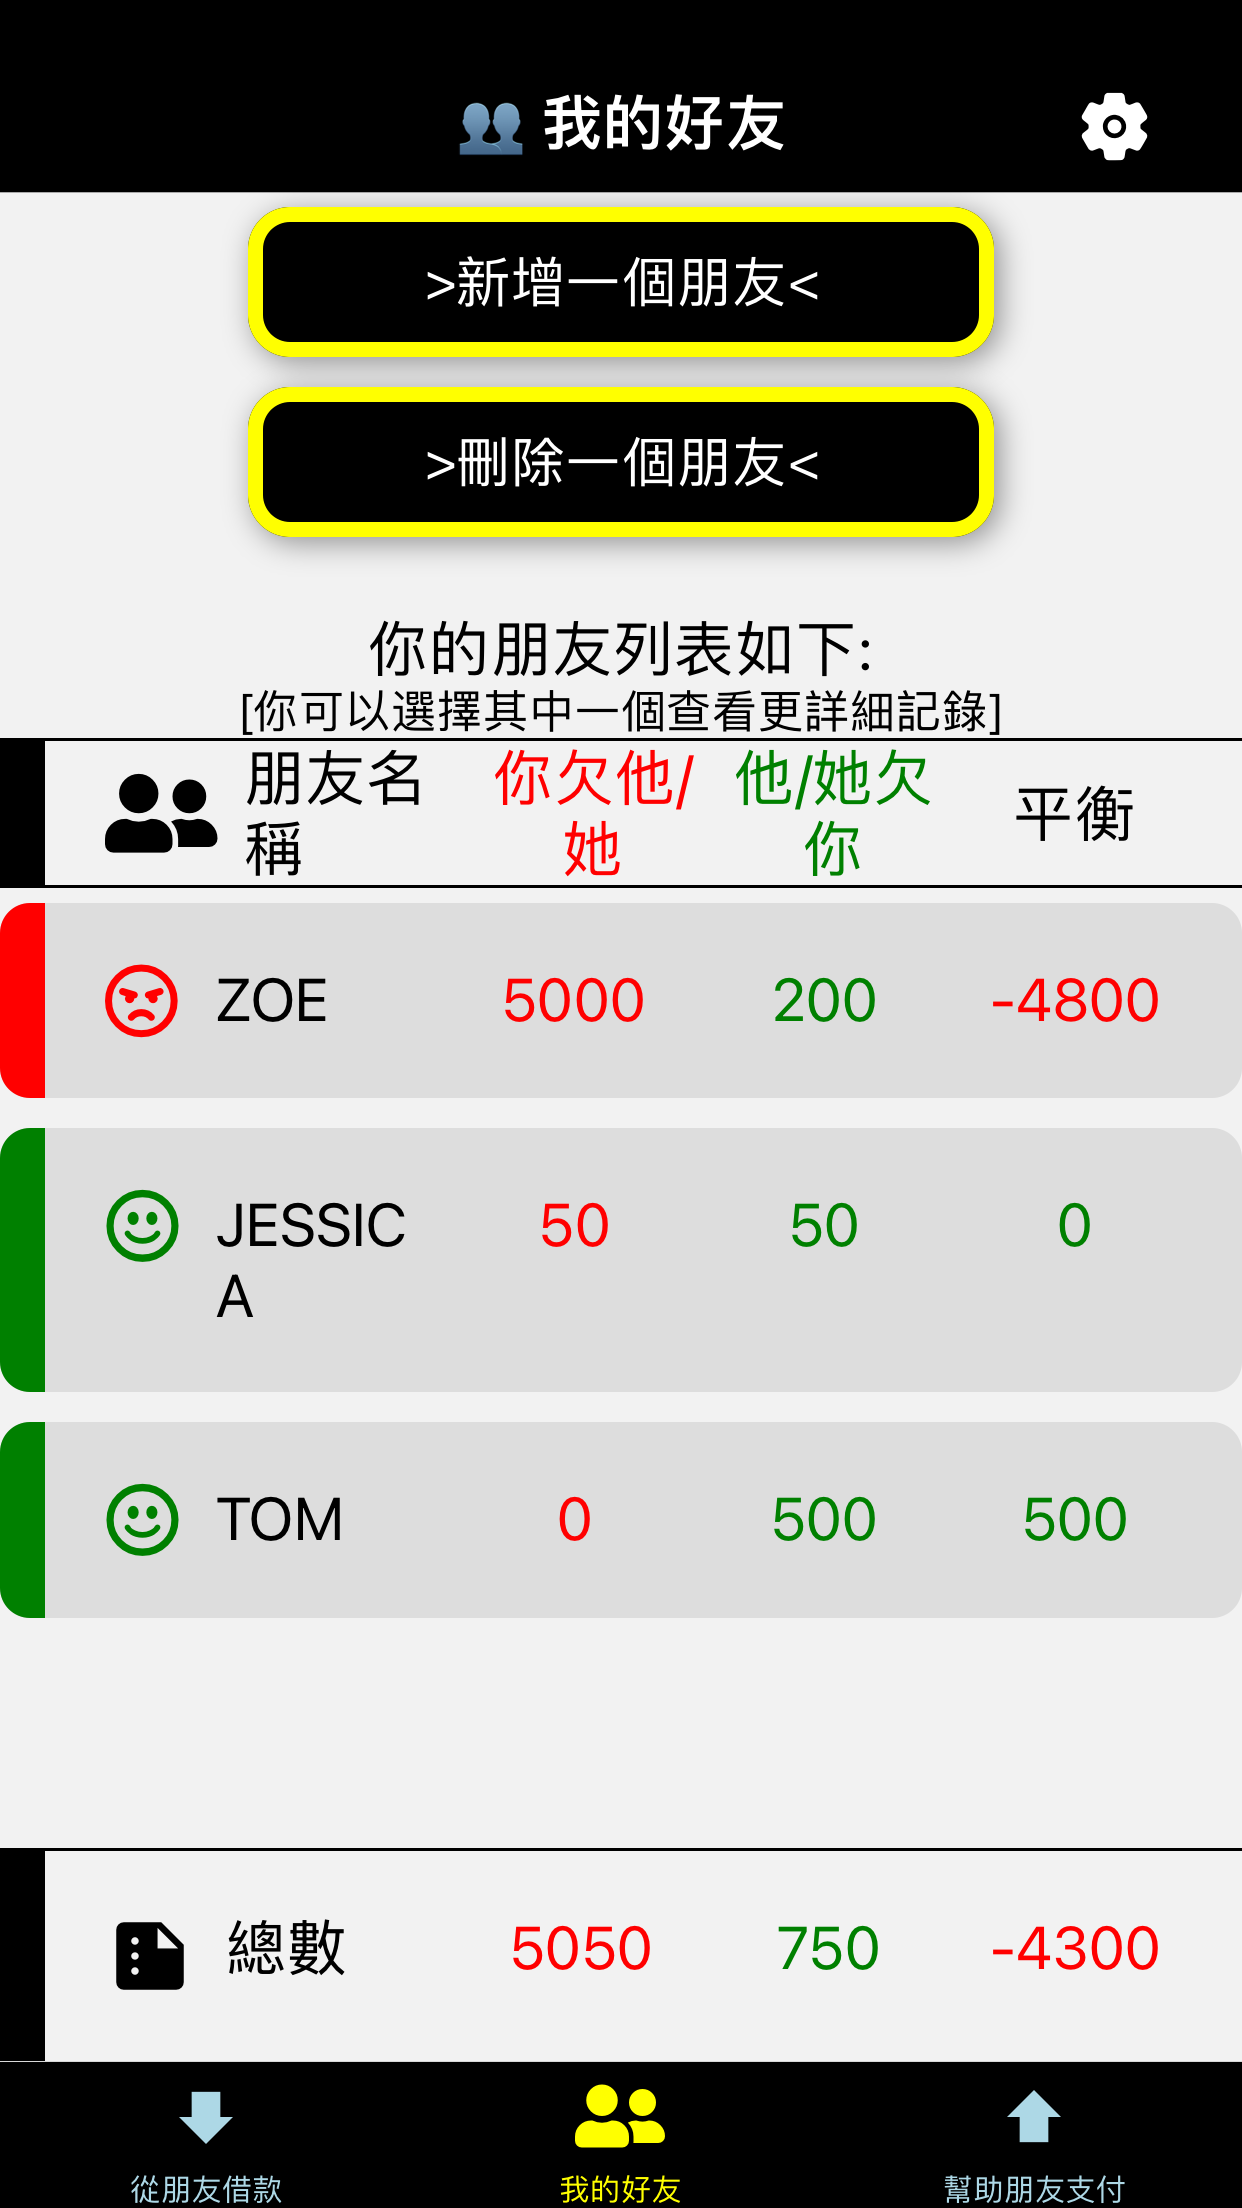 我的好友
>新增一個朋友<
>刪除一個朋友<
你的朋友列表如下:
[你可以選擇其中一個查看更詳細記錄]
朋友名
稱
你欠他/
她
他/她欠
你
平衡
ZOE 5000 200 -4800
JESSIC 50 50 0
A
TOM 0 500 500
總數 5050 750 -4300
從朋友借款 我的好友 幫助朋友支付